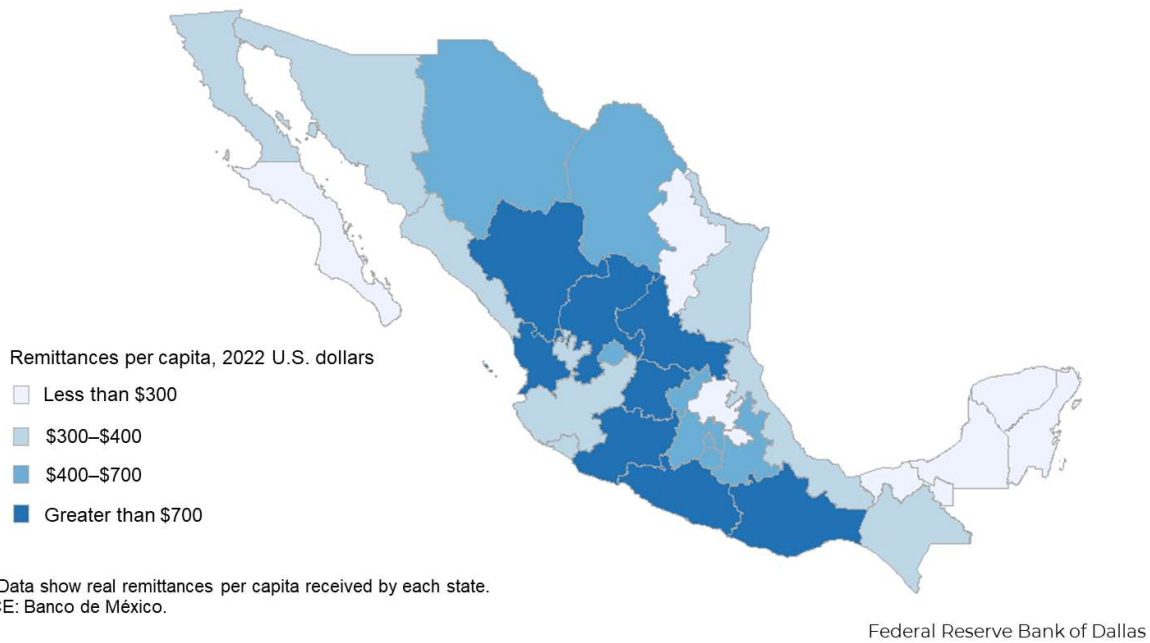 Remittances per capita, 2022 U.S. dollars
Less than $300
$300–$400
$400–$700
Greater than $700
Data show real remittances per capita received by each state.
CE: Banco de México.
Federal Reserve Bank of Dallas